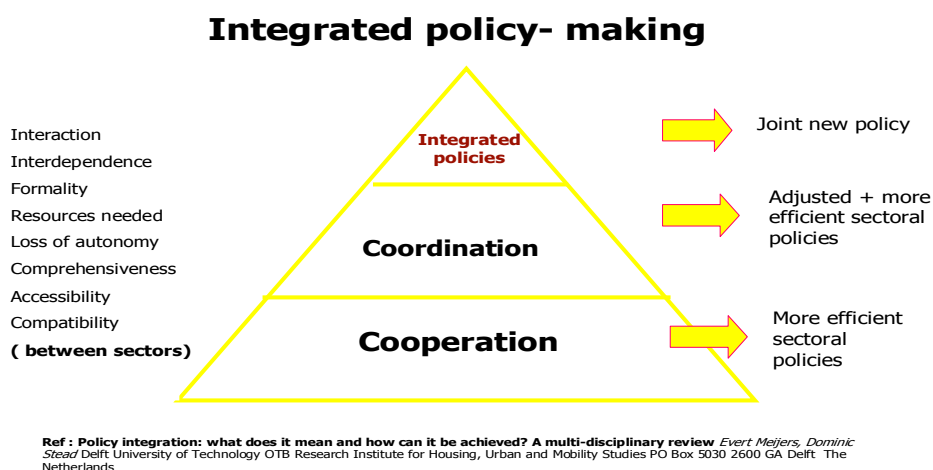 Integrated policy- making
Interaction
Interdependence
Formality
Resources needed
Loss of autonomy
Comprehensiveness
Accessibility
Compatibility
( between sectors)
Integrated
policies
Coordination
Cooperation
Joint new policy
Adjusted + more
efficient sectoral
policies
More efficient
sectoral
policies
Ref : Policy integration: what does it mean and how can it be achieved? A multi-disciplinary review Evert Meijers, Dominic
Stead Delft University of Technology OTB Research Institute for Housing, Urban and Mobility Studies PO Box 5030 2600 GA Delft The
Netherlands